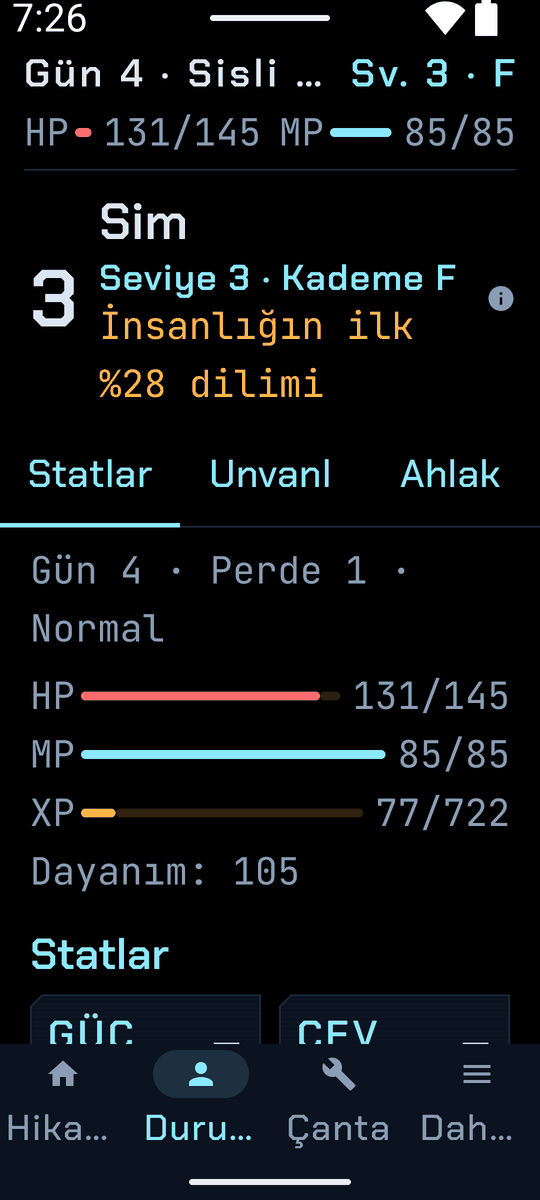 7:26
Gün 4 · Sisli ... Sv. 3 · F
HP 131/145 MP 85/85
Sim
3
Seviye 3 · Kademe F
İnsanlığın ilk
%28 dilimi
Statlar Unvanl Ahlak
Gün 4 · Perde 1 ·
Normal
HP 131/145
MP 85/85
XP 77/722
Dayanım: 105
Statlar
GÜÇ ÇEV
Hika... Duru... Çanta Dah...